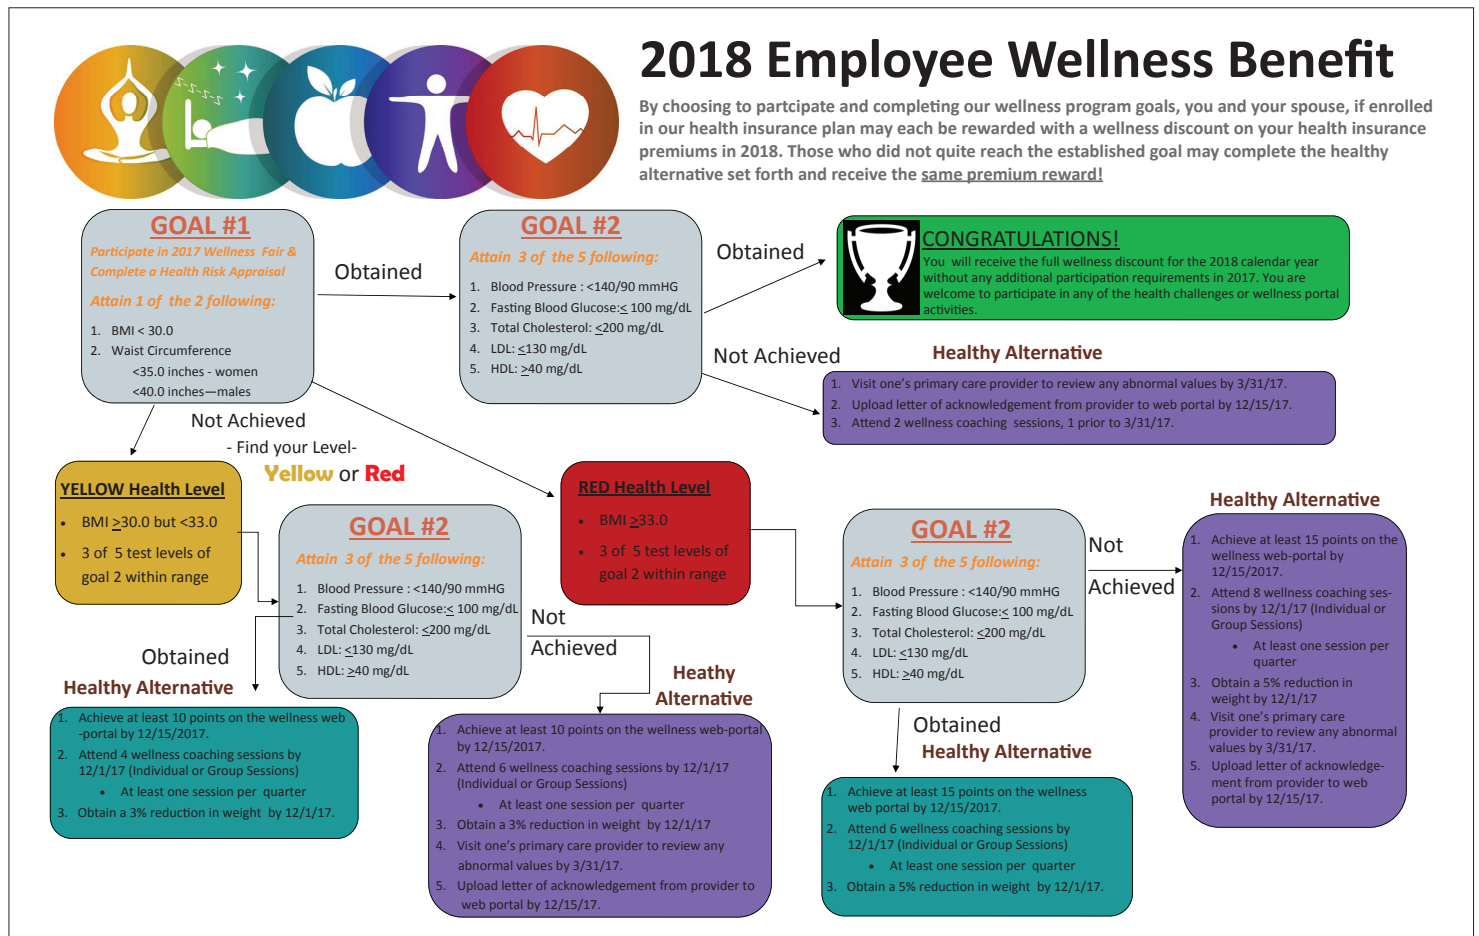 2018 Employee Wellness Benefit
By choosing to partcipate and completing our wellness program goals, you and your spouse, if enrolled
in our health insurance plan may each be rewarded with a wellness discount on your health insurance
premiums in 2018. Those who did not quite reach the established goal may complete the healthy
alternative set forth and receive the same premium reward!
GOAL #1
Participate in 2017 Wellness Fair &
Complete a Health Risk Appraisal
Attain 1 of the 2 following:
1. BMI < 30.0
2. Waist Circumference
<35.0 inches - women
<40.0 inches—males
Obtained
GOAL #2
Attain 3 of the 5 following:
1. Blood Pressure : <140/90 mmHG
2. Fasting Blood Glucose:≤ 100 mg/dL
3. Total Cholesterol: ≤200 mg/dL
4. LDL: ≤130 mg/dL
5. HDL: ≥40 mg/dL
Obtained
CONGRATULATIONS!
You will receive the full wellness discount for the 2018 calendar year
without any additional participation requirements in 2017. You are
welcome to participate in any of the health challenges or wellness portal
activities.
Not Achieved
Healthy Alternative
1. Visit one's primary care provider to review any abnormal values by 3/31/17.
2. Upload letter of acknowledgement from provider to web portal by 12/15/17.
3. Attend 2 wellness coaching sessions, 1 prior to 3/31/17.
Not Achieved
- Find your Level-
Yellow or Red
YELLOW Health Level
• BMI ≥30.0 but <33.0
• 3 of 5 test levels of
goal 2 within range
GOAL #2
Attain 3 of the 5 following:
1. Blood Pressure : <140/90 mmHG
2. Fasting Blood Glucose:≤ 100 mg/dL
3. Total Cholesterol: ≤200 mg/dL
4. LDL: ≤130 mg/dL
5. HDL: ≥40 mg/dL
Obtained
Healthy Alternative
1. Achieve at least 10 points on the wellness web
-portal by 12/15/2017.
2. Attend 4 wellness coaching sessions by
12/1/17 (Individual or Group Sessions)
• At least one session per quarter
3. Obtain a 3% reduction in weight by 12/1/17.
Not
Achieved
Heathy
Alternative
1. Achieve at least 10 points on the wellness web-portal
by 12/15/2017.
2. Attend 6 wellness coaching sessions by 12/1/17
(Individual or Group Sessions)
• At least one session per quarter
3. Obtain a 3% reduction in weight by 12/1/17
4. Visit one's primary care provider to review any
abnormal values by 3/31/17.
5. Upload letter of acknowledgement from provider to
web portal by 12/15/17.
RED Health Level
• BMI ≥33.0
• 3 of 5 test levels of
goal 2 within range
GOAL #2
Attain 3 of the 5 following:
1. Blood Pressure : <140/90 mmHG
2. Fasting Blood Glucose:≤ 100 mg/dL
3. Total Cholesterol: ≤200 mg/dL
4. LDL: ≤130 mg/dL
5. HDL: ≥40 mg/dL
Obtained
Healthy Alternative
1. Achieve at least 15 points on the wellness
web portal by 12/15/2017.
2. Attend 6 wellness coaching sessions by
12/1/17 (Individual or Group Sessions)
• At least one session per quarter
3. Obtain a 5% reduction in weight by 12/1/17.
Not
Achieved
Healthy Alternative
1. Achieve at least 15 points on the
wellness web-portal by
12/15/2017.
2. Attend 8 wellness coaching ses-
sions by 12/1/17 (Individual or
Group Sessions)
• At least one session per
quarter
3. Obtain a 5% reduction in
weight by 12/1/17
4. Visit one's primary care
provider to review any abnormal
values by 3/31/17.
5. Upload letter of acknowledge-
ment from provider to web
portal by 12/15/17.